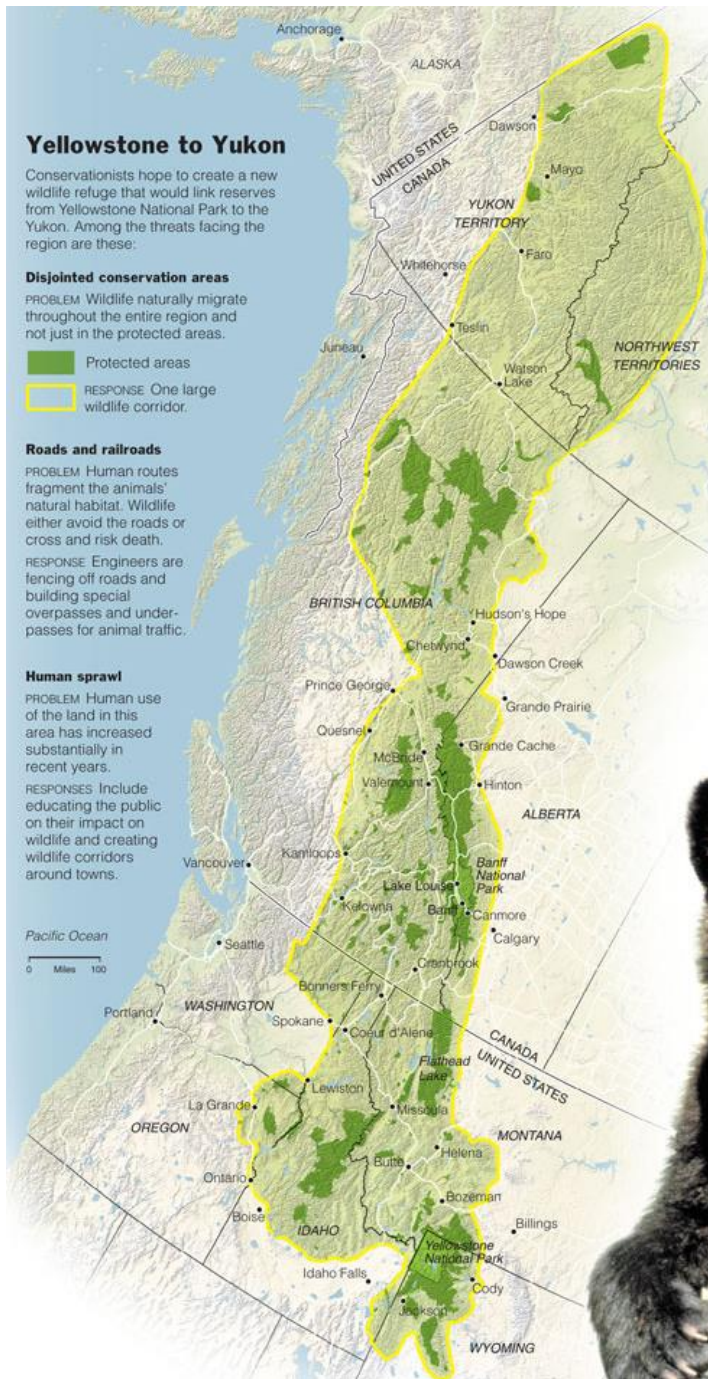 Yellowstone to Yukon
Conservationists hope to create a new
wildlife refuge that would link reserves
from Yellowstone National Park to the
Yukon. Among the threats facing the
region are these:
Disjointed conservation areas
PROBLEM Wildlife naturally migrate
throughout the entire region and
not just in the protected areas.
Protected areas
RESPONSE One large
wildlife corridor.
Roads and railroads
PROBLEM Human routes
fragment the animals'
natural habitat. Wildlife
either avoid the roads or
cross and risk death.
RESPONSE Engineers are
fencing off roads and
building special
overpasses and under-
passes for animal traffic.
Human sprawl
PROBLEM Human use
of the land in this
area has increased
substantially in
recent years.
RESPONSES Include
educating the public
on their impact on
wildlife and creating
wildlife corridors
around towns.
Pacific Ocean
0 Miles 100
Anchorage
ALASKA
UNITED STATES
CANADA
Dawson
Mayo
YUKON
TERRITORY
Faro
Whitehorse
Teslin
Juneau
Watson
Lake
NORTHWEST
TERRITORIES
BRITISH COLUMBIA
Hudson's Hope
Chetwynd
Dawson Creek
Prince George
Grande Prairie
Quesnel
McBride
Grande Cache
Valemount
Hinton
ALBERTA
Kamloops
Vancouver
Lake Louise
Banff
National
Park
Kelowna
Banff
Canmore
Calgary
Seattle
Cranbrook
Bonners Ferry
WASHINGTON
Portland
Spokane
Coeur d'Alene
CANADA
UNITED STATES
Flathead
Lake
Lewiston
La Grande
Missoula
OREGON
MONTANA
Helena
Butte
Ontario
Bozeman
Boise
IDAHO
Billings
Yellowstone
National Park
Idaho Falls
Cody
Jackson
WYOMING